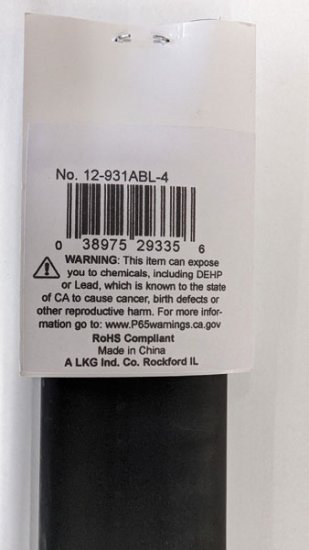 No. 12-931ABL-4
0 38975 29335 6
WARNING: This item can expose
you to chemicals, including DEHP
or Lead, which is known to the state
of CA to cause cancer, birth defects or
other reproductive harm. For more infor-
mation go to: www.P65warnings.ca.gov
RoHS Compliant
Made in China
A LKG Ind. Co. Rockford IL